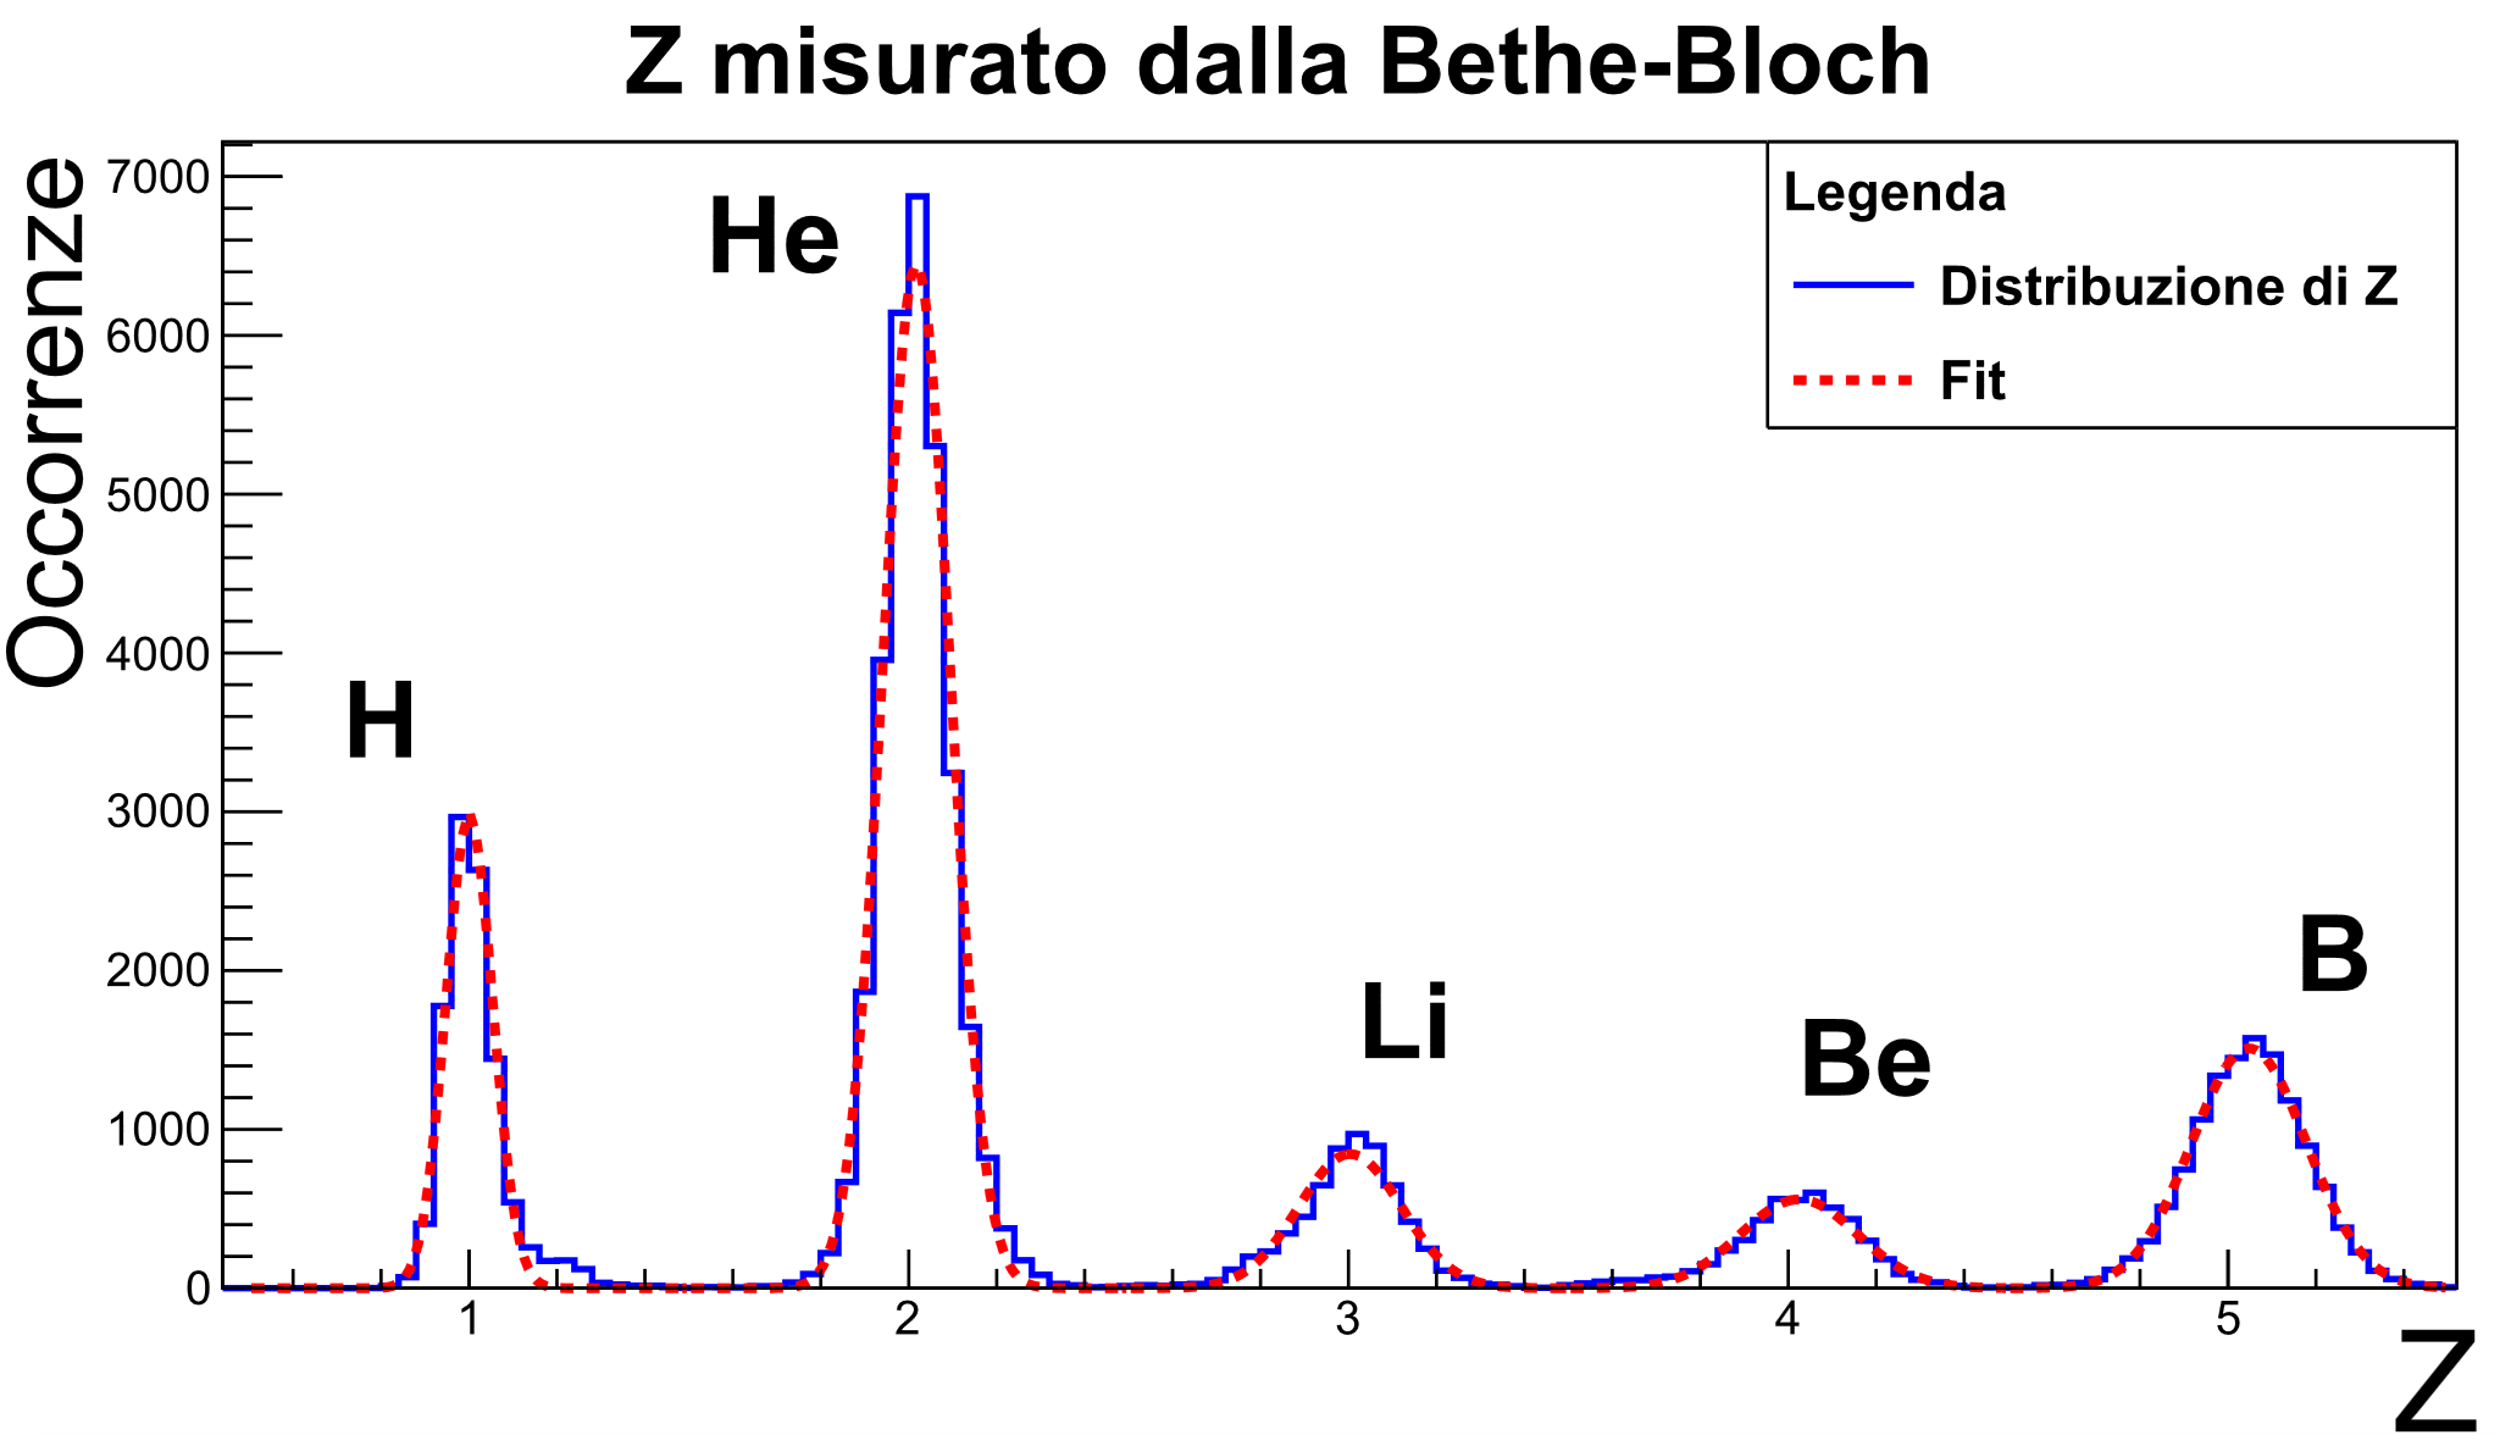 Z misurato dalla Bethe-Bloch
Occorrenze
7000
6000
5000
4000
3000
2000
1000
0
H
He
Li
Be
B
Legenda
Distribuzione di Z
Fit
1
2
3
4
5
Z